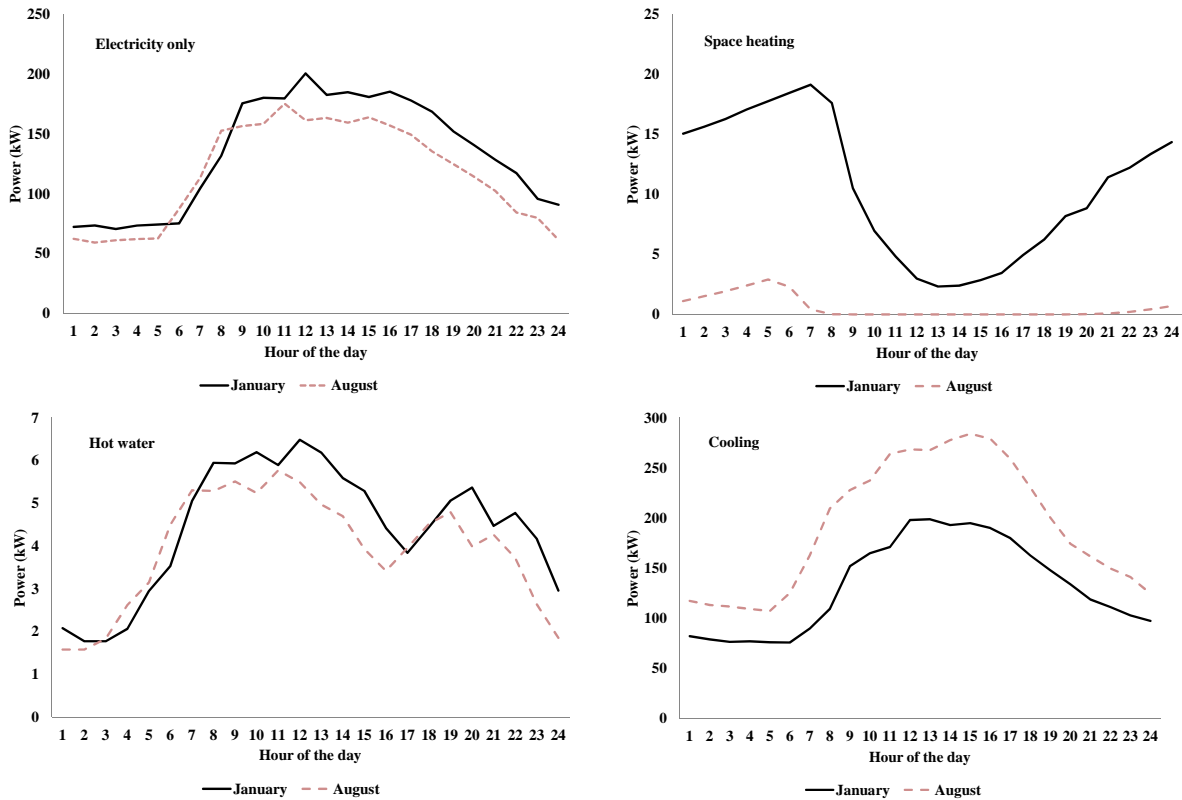 Electricity only
Power (kW)
250
200
150
100
50
0
1 2 3 4 5 6 7 8 9 10 11 12 13 14 15 16 17 18 19 20 21 22 23 24
Hour of the day
January August
Space heating
Power (kW)
25
20
15
10
5
0
1 2 3 4 5 6 7 8 9 10 11 12 13 14 15 16 17 18 19 20 21 22 23 24
Hour of the day
January August
Hot water
Power (kW)
7
6
5
4
3
2
1
0
1 2 3 4 5 6 7 8 9 10 11 12 13 14 15 16 17 18 19 20 21 22 23 24
Hour of the day
January August
Cooling
Power (kW)
300
250
200
150
100
50
0
1 2 3 4 5 6 7 8 9 10 11 12 13 14 15 16 17 18 19 20 21 22 23 24
Hour of the day
January August